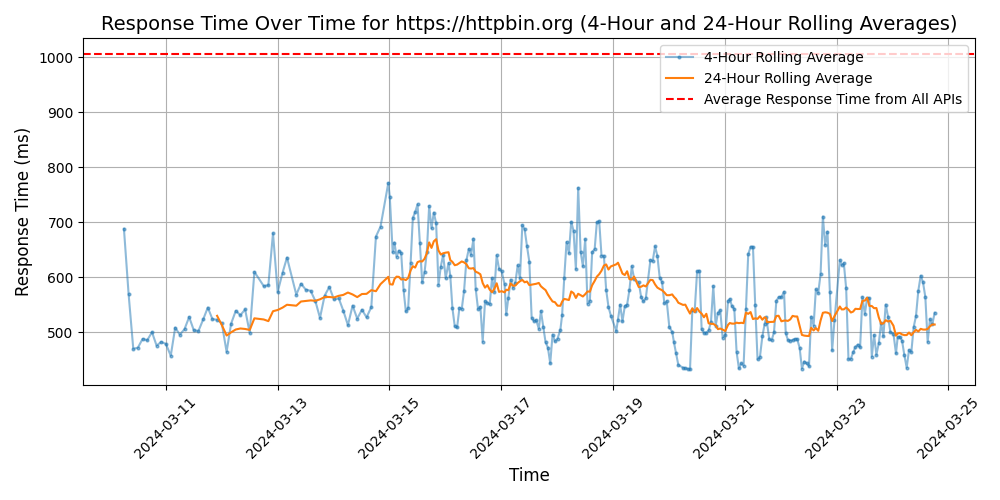 Response Time Over Time for https://httpbin.org (4-Hour and 24-Hour Rolling Averages)
4-Hour Rolling Average
24-Hour Rolling Average
Average Response Time from All APIs
Response Time (ms)
1000
900
800
700
600
500
2024-03-11
2024-03-13
2024-03-15
2024-03-17
2024-03-19
2024-03-21
2024-03-23
2024-03-25
Time